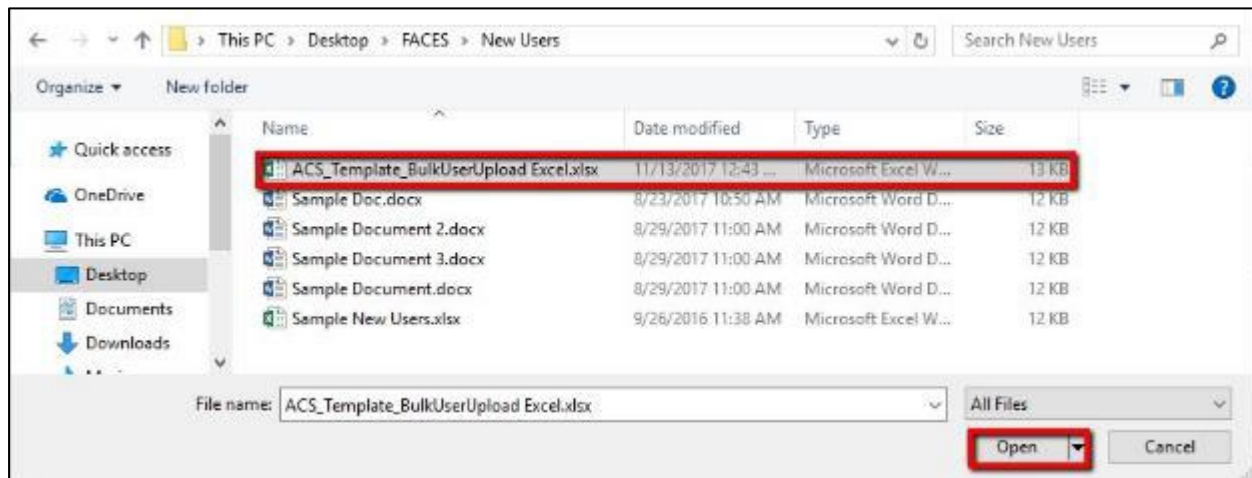 This PC > Desktop > FACES > New Users
Search New Users
Organize
New folder
Name Date modified Type Size
Quick access
ACS_Template_BulkUserUpload Excel.xlsx 11/13/2017 12:43 ... Microsoft Excel W... 13 KB
OneDrive
Sample Doc.docx 8/23/2017 10:50 AM Microsoft Word D... 12 KB
Sample Document 2.docx 8/29/2017 11:00 AM Microsoft Word D... 12 KB
This PC
Sample Document 3.docx 8/29/2017 11:00 AM Microsoft Word D... 12 KB
Desktop
Sample Document.docx 8/29/2017 11:00 AM Microsoft Word D... 12 KB
Documents
Sample New Users.xlsx 9/26/2016 11:38 AM Microsoft Excel W... 12 KB
Downloads
File name: ACS_Template_BulkUserUpload Excel.xlsx
All Files
Open
Cancel